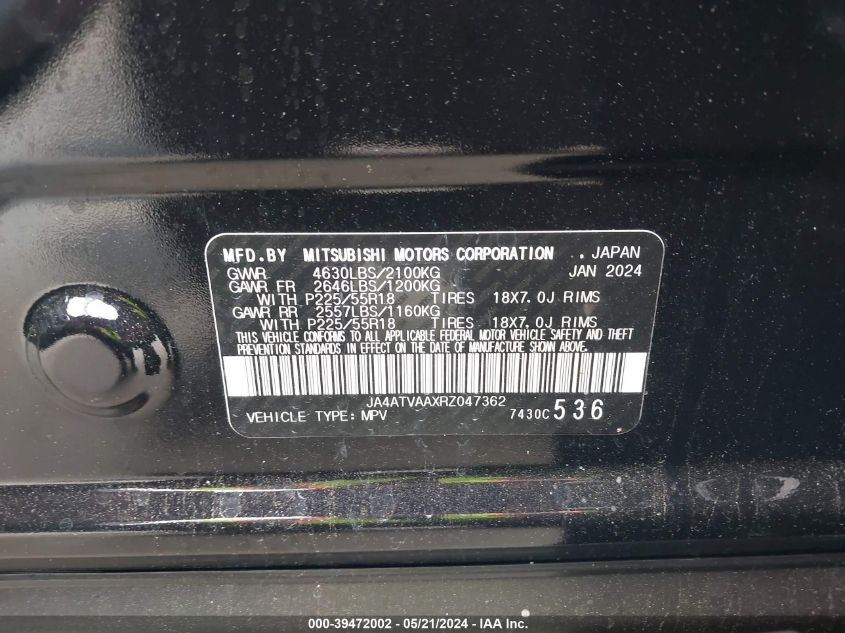 MFD.BY MITSUBISHI MOTORS CORPORATION ., JAPAN
GVWR 4630LBS/2100KG JAN 2024
GAWR FR 2646LBS/1200KG
WITH P225/55R18 TIRES 18X7.0J RIMS
GAWR RR 2557LBS/1160KG
WITH P225/55R18 TIRES 18X7.0J RIMS
THIS VEHICLE CONFORMS TO ALL APPLICABLE FEDERAL MOTOR VEHICLE SAFETY AND THEFT
PREVENTION STANDARDS IN EFFECT ON THE DATE OF MANUFACTURE SHOWN ABOVE.
JA4ATVAAXRZ047362
VEHICLE TYPE: MPV 7430C 536
000-39472002 - 05/21/2024 - IAA Inc.